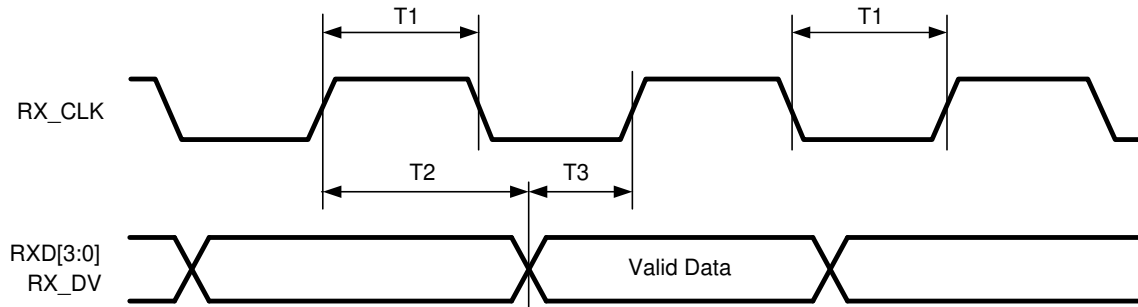 T1 T1
RX_CLK
T2 T3
RXD[3:0]
RX_DV
Valid Data